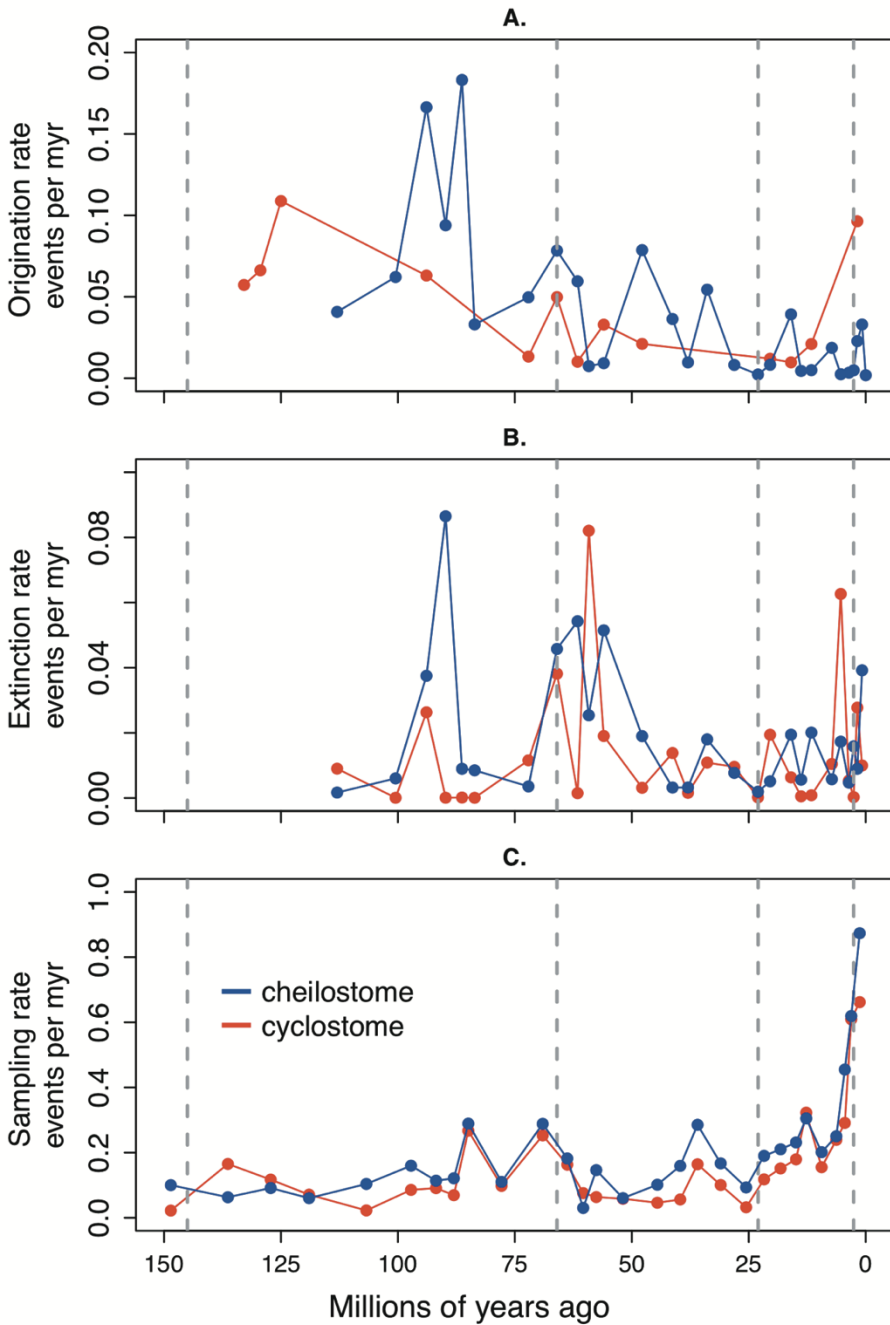 A.
Origination rate
events per myr
0.20
0.15
0.10
0.05
0.00
B.
Extinction rate
events per myr
0.08
0.04
0.00
C.
Sampling rate
events per myr
1.0
0.8
0.6
0.4
0.2
0.0
cheilostome
cyclostome
150 125 100 75 50 25 0
Millions of years ago